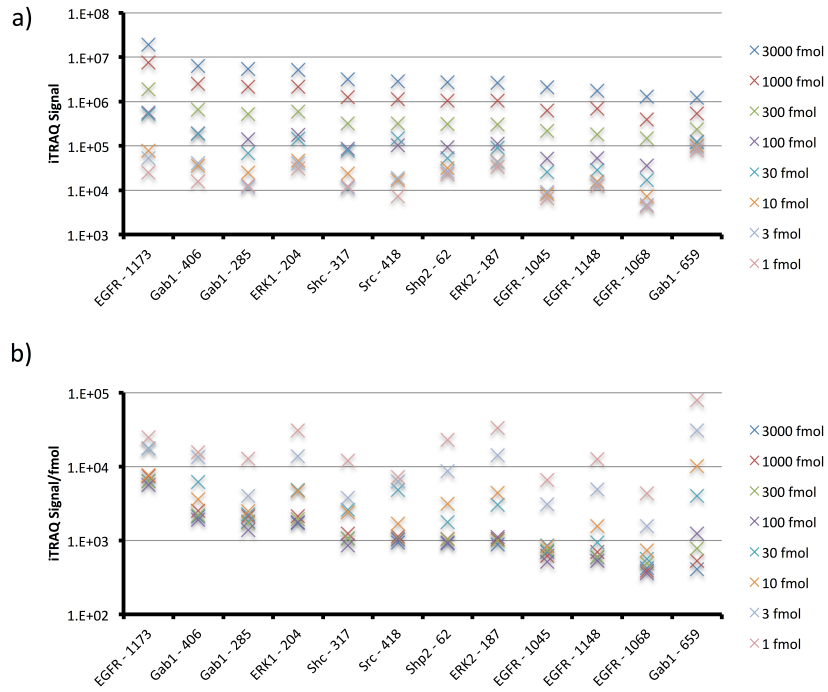 a)
1.E+08
1.E+07
1.E+06
1.E+05
1.E+04
1.E+03
iTRAQ Signal
EGFR - 1173
Gab1 - 406
Gab1 - 285
ERK1 - 204
Shc - 317
Src - 418
Shp2 - 62
ERK2 - 187
EGFR - 1045
EGFR - 1148
EGFR - 1068
Gab1 - 659
3000 fmol
1000 fmol
300 fmol
100 fmol
30 fmol
10 fmol
3 fmol
1 fmol
b)
1.E+05
1.E+04
1.E+03
1.E+02
iTRAQ Signal/fmol
EGFR - 1173
Gab1 - 406
Gab1 - 285
ERK1 - 204
Shc - 317
Src - 418
Shp2 - 62
ERK2 - 187
EGFR - 1045
EGFR - 1148
EGFR - 1068
Gab1 - 659
3000 fmol
1000 fmol
300 fmol
100 fmol
30 fmol
10 fmol
3 fmol
1 fmol